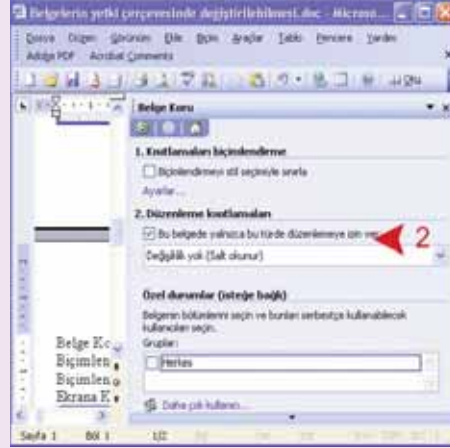 Belgelerin yetki çerçevesinde değiştirilebilmesi.doc - Microso...
Dosya Düzen Görünüm Ekle Biçim Araçlar Tablo Pencere Yardım
Adobe PDF Acrobat Comments
Oku
Belge Koru
1. Kısıtlamaları biçimlendirme
Biçimlendirmeyi stil seçimiyle sınırla
Ayarlar...
2. Düzenleme kısıtlamaları
Bu belgede yalnızca bu türde düzenlemeye izin ver:
2
Değişiklik yok (Salt okunur)
Özel durumlar (isteğe bağlı)
Belgenin bölümlerini seçin ve bunları serbestçe kullanabilecek
kullanıcıları seçin.
Gruplar:
Herkes
Daha çok kullanıcı...
Belge Ko
Biçimlen
Biçimlen
Ekrana K
Sayfa 1 Böl 1 1/2